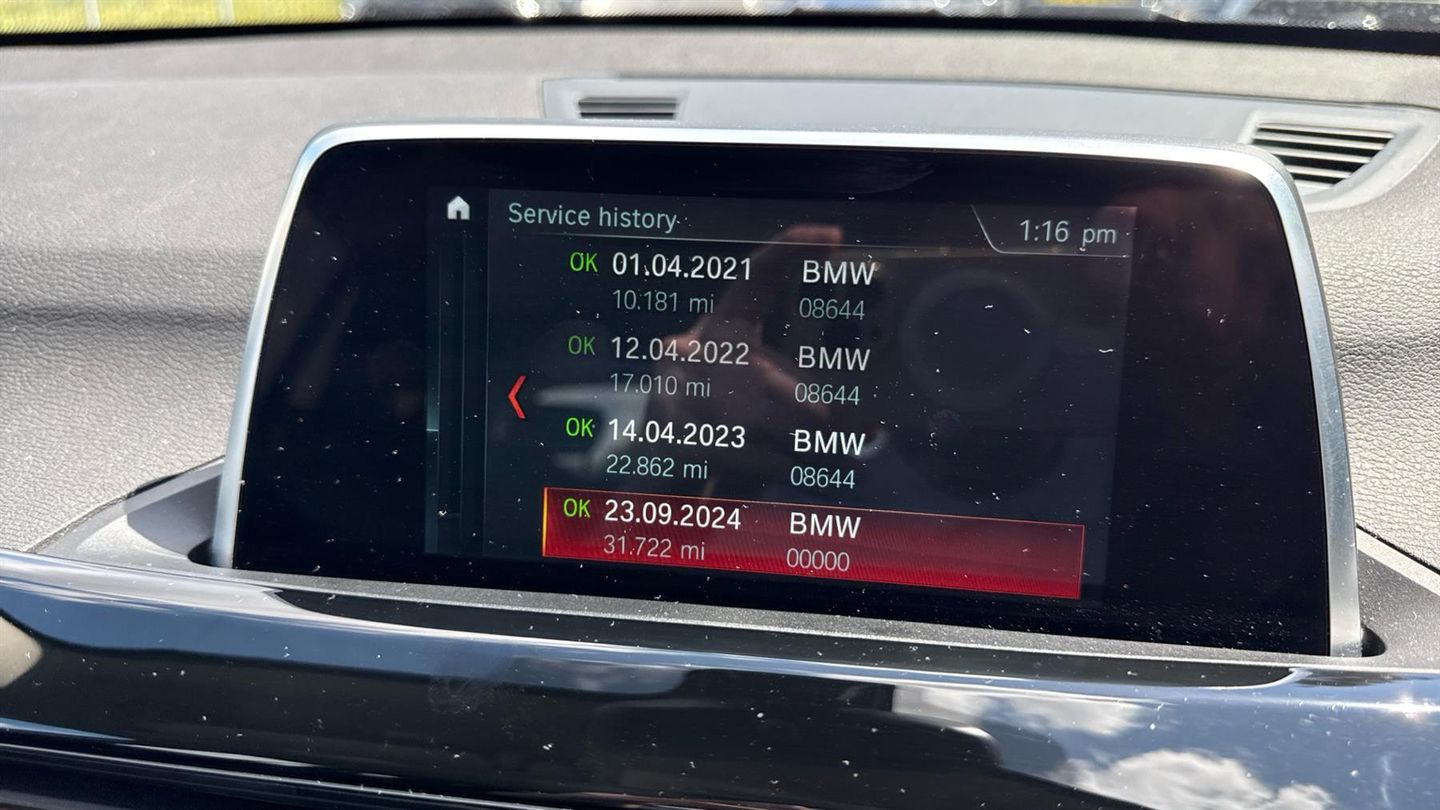 Service history
1:16 pm
OK 01.04.2021 BMW
10.181 mi 08644
OK 12.04.2022 BMW
17.010 mi 08644
OK 14.04.2023 BMW
22.862 mi 08644
OK 23.09.2024 BMW
31.722 mi 00000